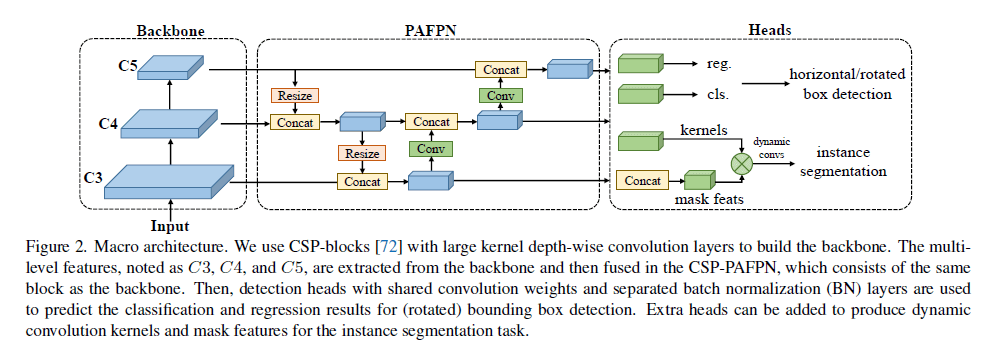 Backbone
PAFPN
Heads
C5
C4
C3
Input
Resize
Concat
Resize
Concat
Concat
Conv
Concat
Conv
reg.
cls.
horizontal/rotated
box detection
kernels
dynamic
convs
instance
segmentation
Concat
mask feats
Figure 2. Macro architecture. We use CSP-blocks [72] with large kernel depth-wise convolution layers to build the backbone. The multi-
level features, noted as C3, C4, and C5, are extracted from the backbone and then fused in the CSP-PAFPN, which consists of the same
block as the backbone. Then, detection heads with shared convolution weights and separated batch normalization (BN) layers are used
to predict the classification and regression results for (rotated) bounding box detection. Extra heads can be added to produce dynamic
convolution kernels and mask features for the instance segmentation task.